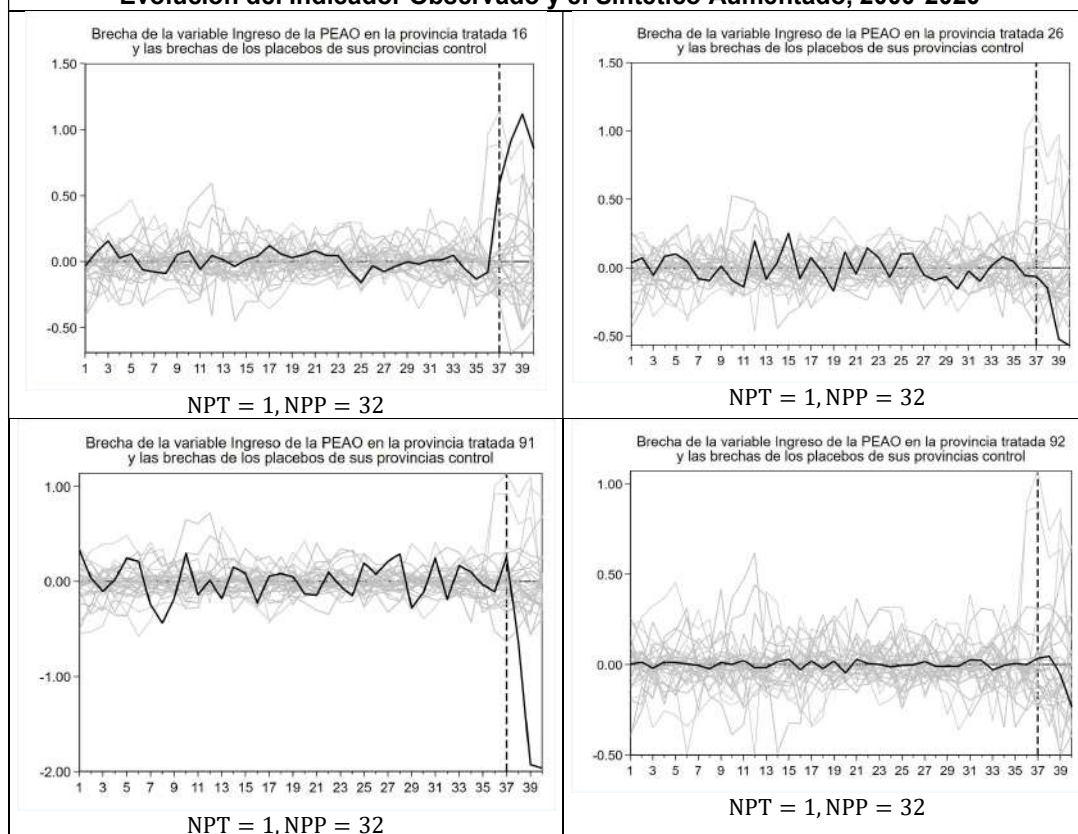 Evolución del Indicador Observado y el Sintético Aumentado, 2000-2020
Brecha de la variable Ingreso de la PEAO en la provincia tratada 16
y las brechas de los placebos de sus provincias control
1.50
1.00
0.50
0.00
-0.50
1 3 5 7 9 11 13 15 17 19 21 23 25 27 29 31 33 35 37 39
NPT = 1, NPP = 32
Brecha de la variable Ingreso de la PEAO en la provincia tratada 26
y las brechas de los placebos de sus provincias control
1.50
1.00
0.50
0.00
-0.50
1 3 5 7 9 11 13 15 17 19 21 23 25 27 29 31 33 35 37 39
NPT = 1, NPP = 32
Brecha de la variable Ingreso de la PEAO en la provincia tratada 91
y las brechas de los placebos de sus provincias control
1.00
0.00
-1.00
-2.00
1 3 5 7 9 11 13 15 17 19 21 23 25 27 29 31 33 35 37 39
NPT = 1, NPP = 32
Brecha de la variable Ingreso de la PEAO en la provincia tratada 92
y las brechas de los placebos de sus provincias control
1.00
0.50
0.00
-0.50
1 3 5 7 9 11 13 15 17 19 21 23 25 27 29 31 33 35 37 39
NPT = 1, NPP = 32